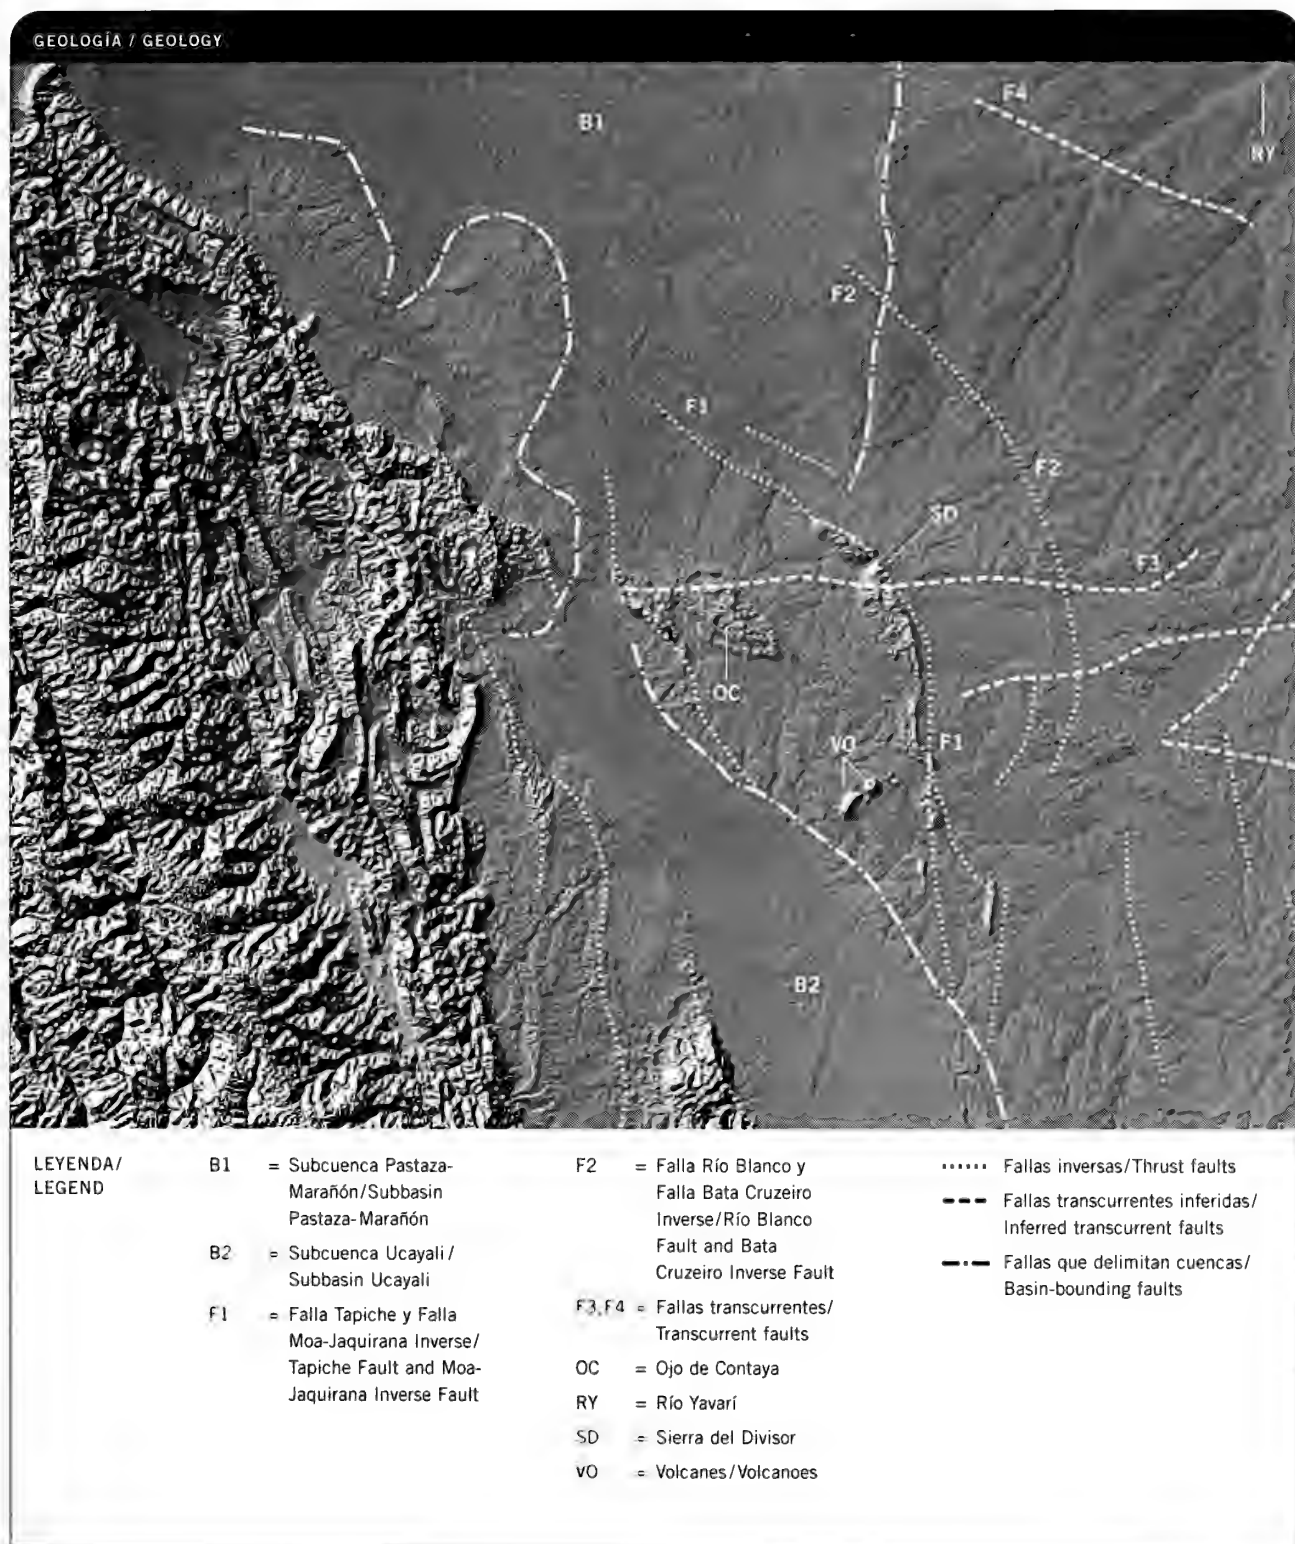 GEOLOGÍA / GEOLOGY
B1
F4
RY
F2
F1
F2
SD
F3
OC
VO
F1
B2
LEYENDA/
LEGEND
B1 = Subcuenca Pastaza-
Marañón/Subbasin
Pastaza-Marañón
B2 = Subcuenca Ucayali/
Subbasin Ucayali
F1 = Falla Tapiche y Falla
Moa-Jaquirana Inverse/
Tapiche Fault and Moa-
Jaquirana Inverse Fault
F2 = Falla Río Blanco y
Falla Bata Cruzeiro
Inverse/Río Blanco
Fault and Bata
Cruzeiro Inverse Fault
F3,F4 = Fallas transcurrentes/
Transcurrent faults
OC = Ojo de Contaya
RY = Río Yavarí
SD = Sierra del Divisor
VO = Volcanes/Volcanoes
Fallas inversas/Thrust faults
Fallas transcurrentes inferidas/
Inferred transcurrent faults
Fallas que delimitan cuencas/
Basin-bounding faults